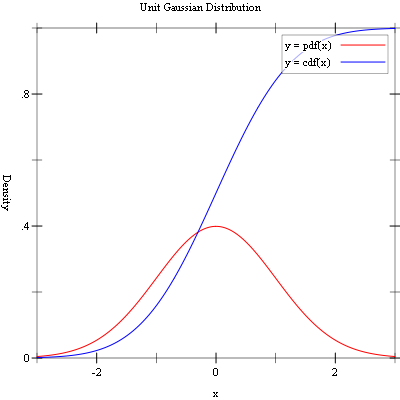 Unit Gaussian Distribution
y = pdf(x)
y = cdf(x)
.8
.4
0
Density
-2
0
2
x